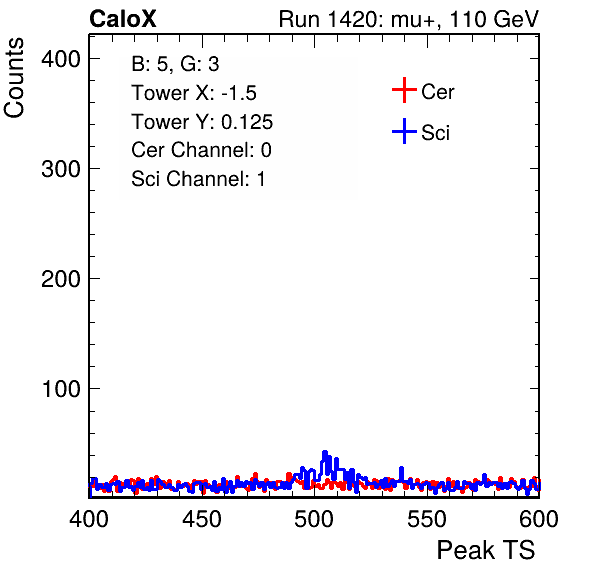 CaloX Run 1420: mu+, 110 GeV
Counts
B: 5, G: 3
Tower X: -1.5
Tower Y: 0.125
Cer Channel: 0
Sci Channel: 1
Cer
Sci
400
300
200
100
400 450 500 550 600
Peak TS